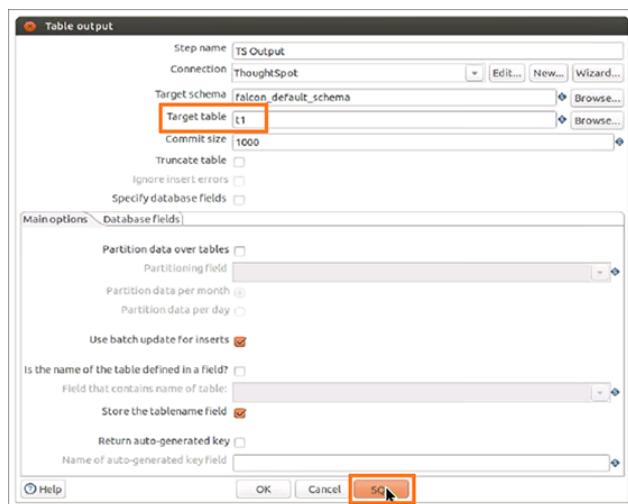 Table output
Step name TS Output
Connection ThoughtSpot Edit... New... Wizard...
Target schema falcon_default_schema Browse...
Target table t1 Browse...
Commit size 1000
Truncate table
Ignore insert errors
Specify database fields
Main options Database fields
Partition data over tables
Partitioning field
Partition data per month
Partition data per day
Use batch update for inserts
Is the name of the table defined in a field?
Field that contains name of table:
Store the tablename field
Return auto-generated key
Name of auto-generated key field
Help OK Cancel